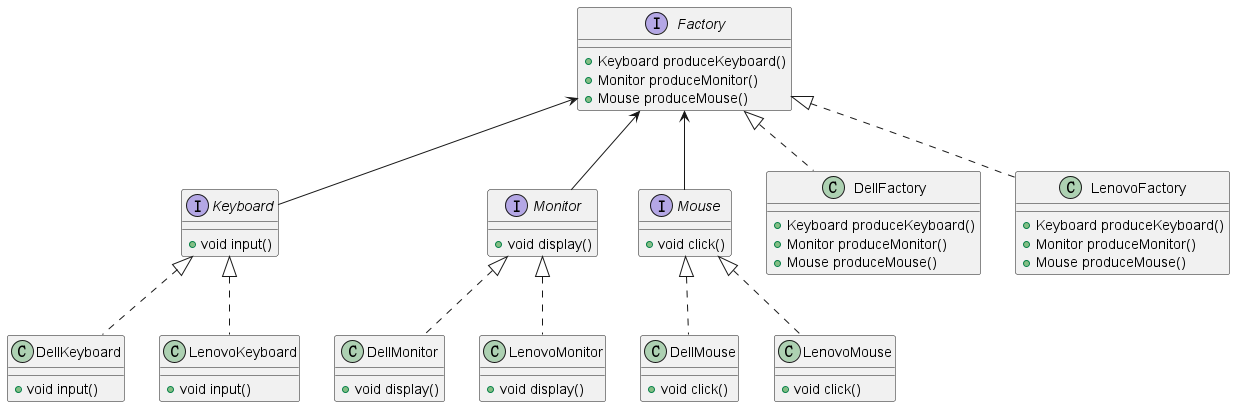 I Factory
Keyboard produceKeyboard()
Monitor produceMonitor()
Mouse produceMouse()
I Keyboard
void input()
I Monitor
void display()
I Mouse
void click()
C DellFactory
Keyboard produceKeyboard()
Monitor produceMonitor()
Mouse produceMouse()
C LenovoFactory
Keyboard produceKeyboard()
Monitor produceMonitor()
Mouse produceMouse()
C DellKeyboard
void input()
C LenovoKeyboard
void input()
C DellMonitor
void display()
C LenovoMonitor
void display()
C DellMouse
void click()
C LenovoMouse
void click()